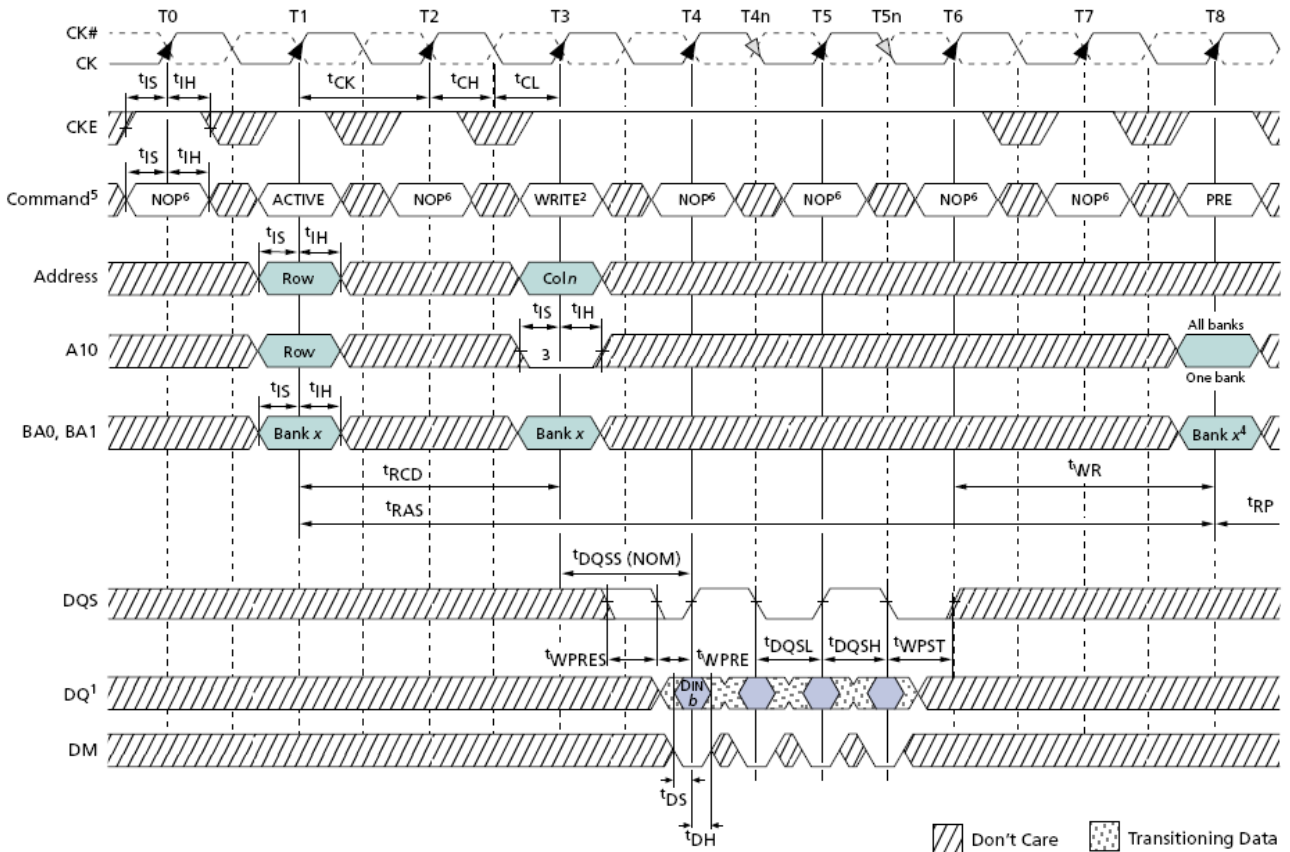 T0 T1 T2 T3 T4 T4n T5 T5n T6 T7 T8
CK#
CK
tIS tIH tCK tCH tCL
CKE
tIS tIH
Command5 NOP6 ACTIVE NOP6 WRITE2 NOP6 NOP6 NOP6 NOP6 PRE
tIS tIH
Address Row Col n
tIS tIH
All banks
A10 Row 3
One bank
tIS tIH
BA0, BA1 Bank x Bank x Bank x4
tRCD tWR
tRAS tRP
tDQSS (NOM)
DQS
tWPRES tWPRE tDQSL tDQSH tWPST
DQ1 DIN
b
DM
tDS
tDH
Don't Care Transitioning Data